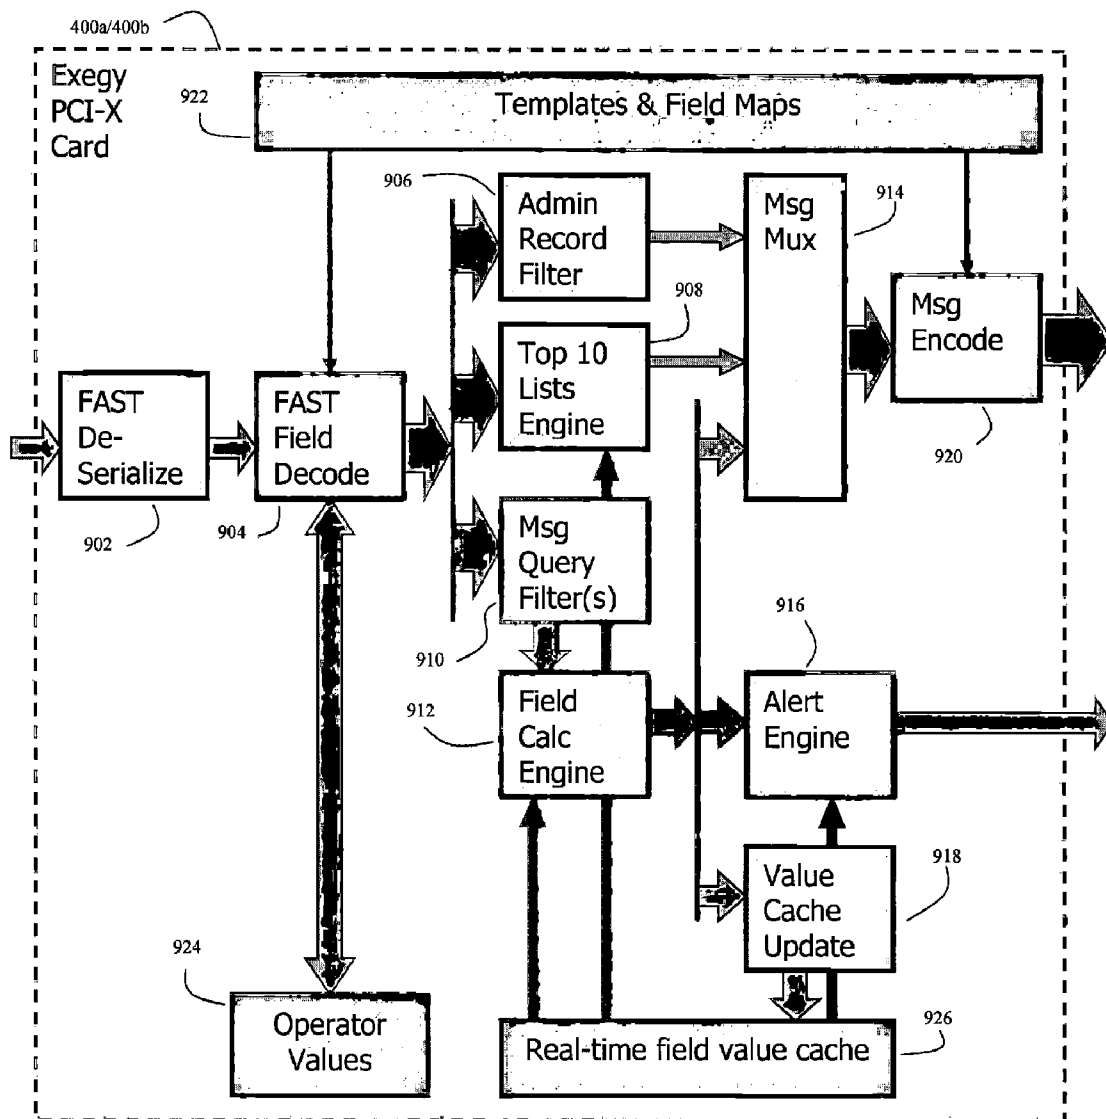 400a/400b
Exegy
PCI-X
Card
922
Templates & Field Maps
906
Admin
Record
Filter
Msg
Mux
914
908
Top 10
Lists
Engine
Msg
Encode
920
FAST
De-
Serialize
902
FAST
Field
Decode
904
Msg
Query
Filter(s)
910
916
912
Field
Calc
Engine
Alert
Engine
Value
Cache
Update
918
924
Operator
Values
Real-time field value cache
926